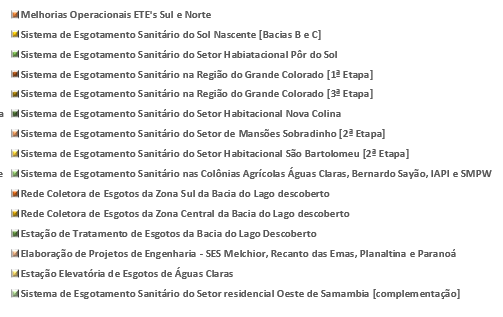 Melhorias Operacionais ETE's Sul e Norte
Sistema de Esgotamento Sanitário do Sol Nascente [Bacias B e C]
Sistema de Esgotamento Sanitário do Setor Habiatacional Pôr do Sol
Sistema de Esgotamento Sanitário na Região do Grande Colorado [1ª Etapa]
Sistema de Esgotamento Sanitário na Região do Grande Colorado [3ª Etapa]
a Sistema de Esgotamento Sanitário do Setor Habitacional Nova Colina
Sistema de Esgotamento Sanitário do Setor de Mansões Sobradinho [2ª Etapa]
Sistema de Esgotamento Sanitário do Setor Habitacional São Bartolomeu [2ª Etapa]
e Sistema de Esgotamento Sanitário nas Colônias Agrícolas Águas Claras, Bernardo Sayão, IAPI e SMPW
Rede Coletora de Esgotos da Zona Sul da Bacia do Lago descoberto
Rede Coletora de Esgotos da Zona Central da Bacia do Lago descoberto
Estação de Tratamento de Esgotos da Bacia do Lago Descoberto
Elaboração de Projetos de Engenharia - SES Melchior, Recanto das Emas, Planaltina e Paranoá
Estação Elevatória de Esgotos de Águas Claras
Sistema de Esgotamento Sanitário do Setor residencial Oeste de Samambia [complementação]